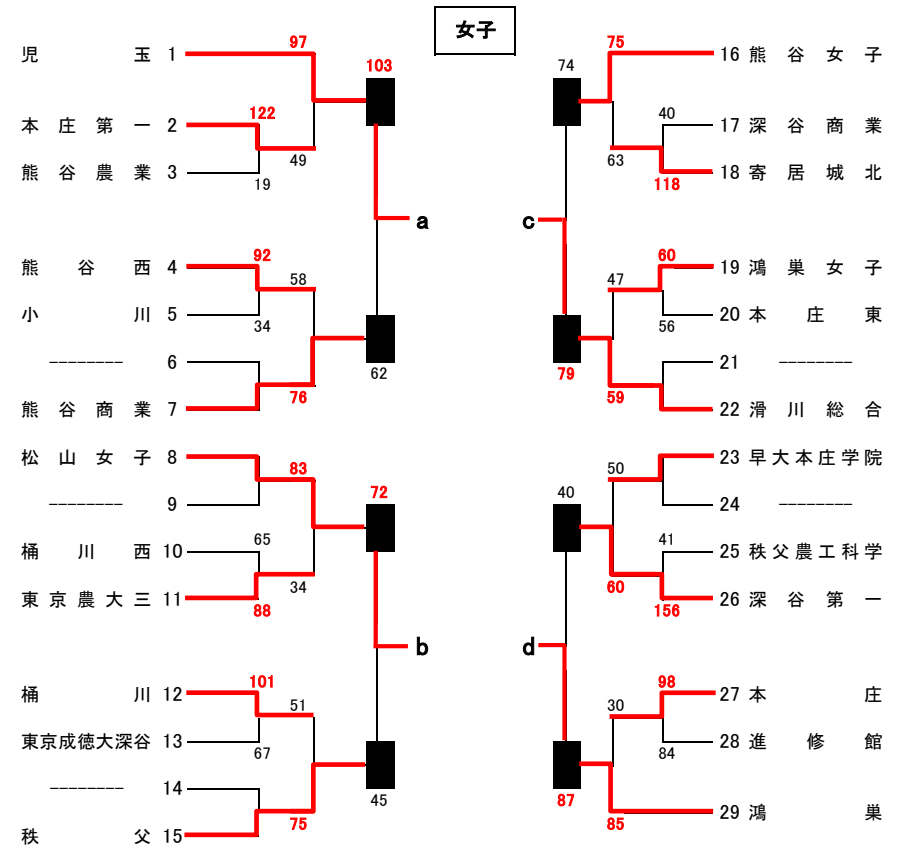 女子
児玉 1
97
103
本庄第一 2
122
49
熊谷農業 3
19
a
熊谷西 4
92
58
小川 5
34
-------- 6
62
熊谷商業 7
76
松山女子 8
83
72
-------- 9
桶川西 10
65
34
東京農大三 11
88
b
桶川 12
101
51
東京成徳大深谷 13
67
-------- 14
45
秩父 15
75
74
75
16 熊谷女子
40
17 深谷商業
63
118
18 寄居城北
c
60
19 鴻巣女子
47
56
20 本庄東
21 --------
79
59
22 滑川総合
50
23 早大本庄学院
40
24 --------
41
25 秩父農工科学
60
156
26 深谷第一
d
98
27 本庄
30
84
28 進修館
87
85
29 鴻巣